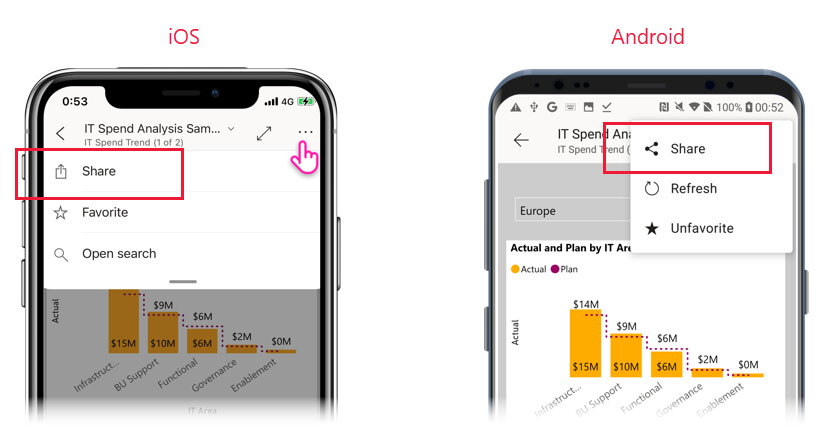 iOS
0:53
4G
IT Spend Analysis Sam...
IT Spend Trend (1 of 2)
Share
Favorite
Open search
Actual
$9M
$6M
$2M
$0M
$15M
$10M
$6M
Infrastruct...
BU Support
Functional
Governance
Enablement
IT Area
Android
100% 00:52
IT Spend Ana
IT Spend Trend (
Share
Refresh
Unfavorite
Europe
Actual and Plan by IT Are
Actual Plan
Actual
$14M
$9M
$6M
$2M
$0M
$15M
$10M
$6M
Infrastruct...
BU Support
Functional
Governance
Enablement